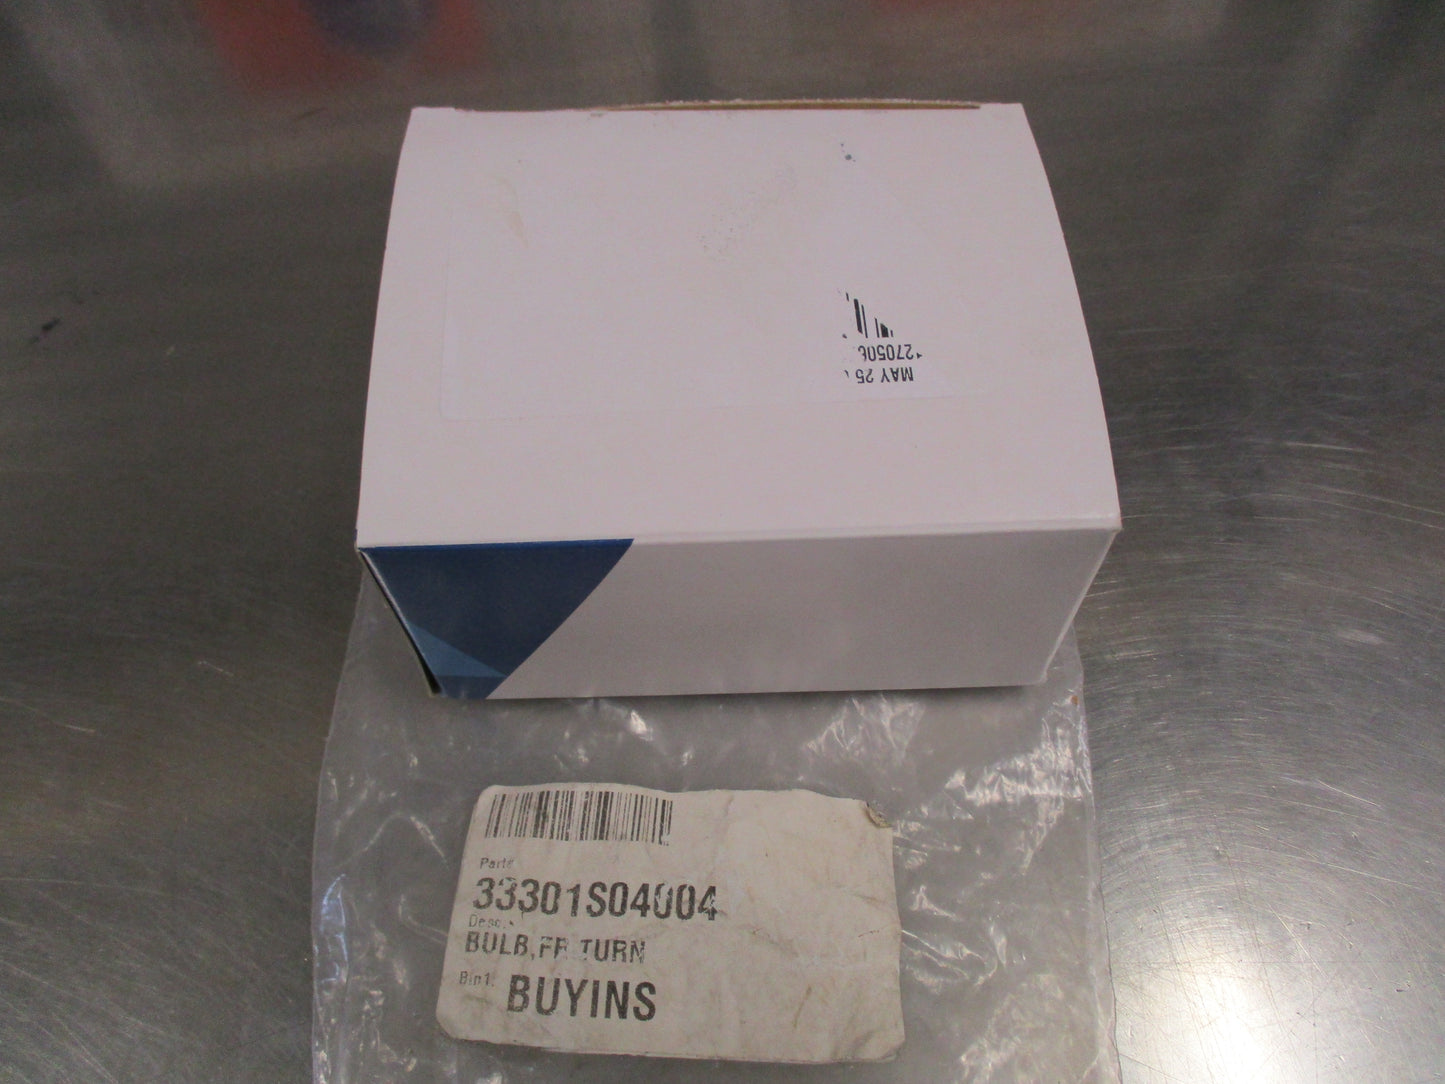 *270506
MAY 25
Part#
33301S04004
Desc.
BULB,FR TURN
Bin1:
BUYINS